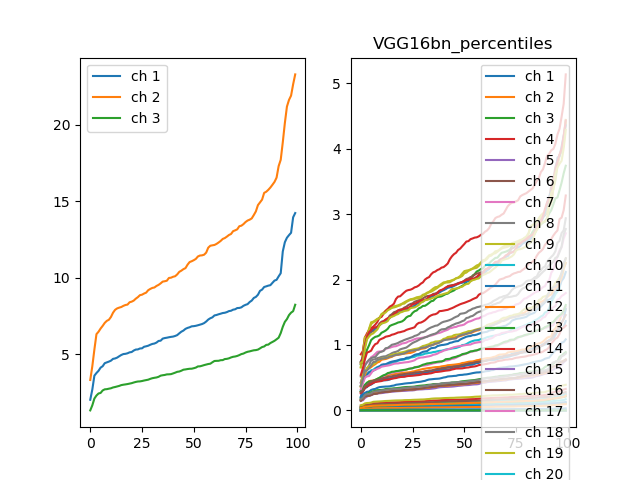 VGG16bn_percentiles
ch 1
ch 2
ch 3
20
15
10
5
0
25
50
75
100
5
4
3
2
1
0
0
25
50
75
100
ch 1
ch 2
ch 3
ch 4
ch 5
ch 6
ch 7
ch 8
ch 9
ch 10
ch 11
ch 12
ch 13
ch 14
ch 15
ch 16
ch 17
ch 18
ch 19
ch 20